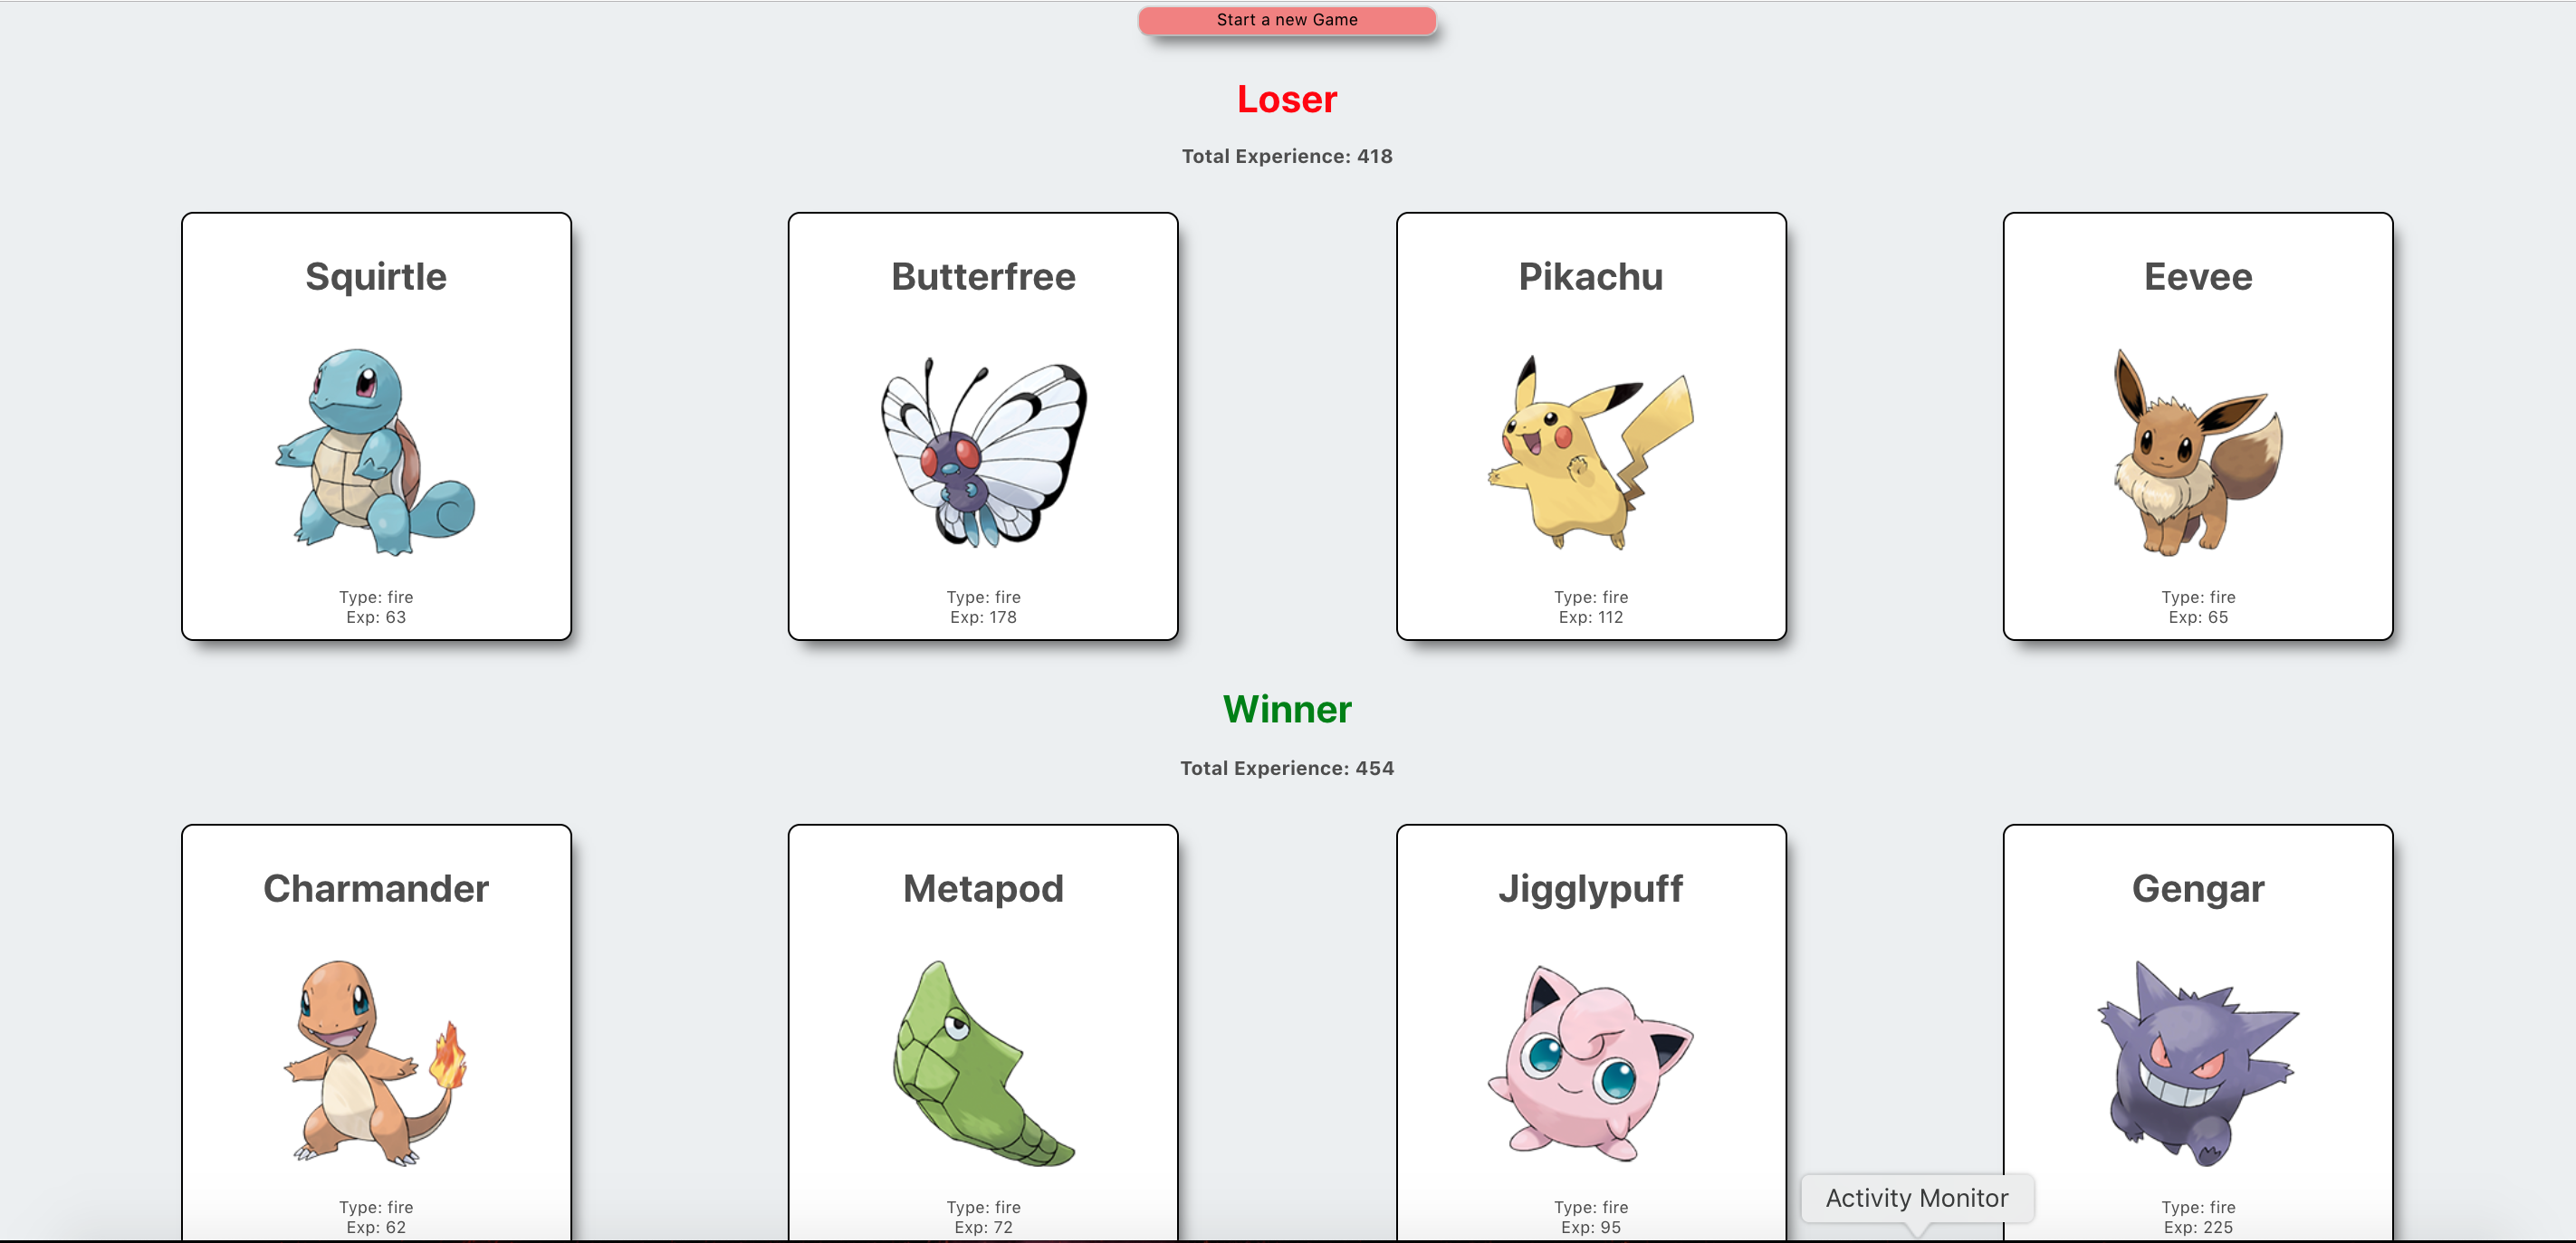 Start a new Game
Loser
Total Experience: 418
Squirtle
Type: fire
Exp: 63
Butterfree
Type: fire
Exp: 178
Pikachu
Type: fire
Exp: 112
Eevee
Type: fire
Exp: 65
Winner
Total Experience: 454
Charmander
Type: fire
Exp: 62
Metapod
Type: fire
Exp: 72
Jigglypuff
Type: fire
Exp: 95
Gengar
Type: fire
Exp: 225
Activity Monitor